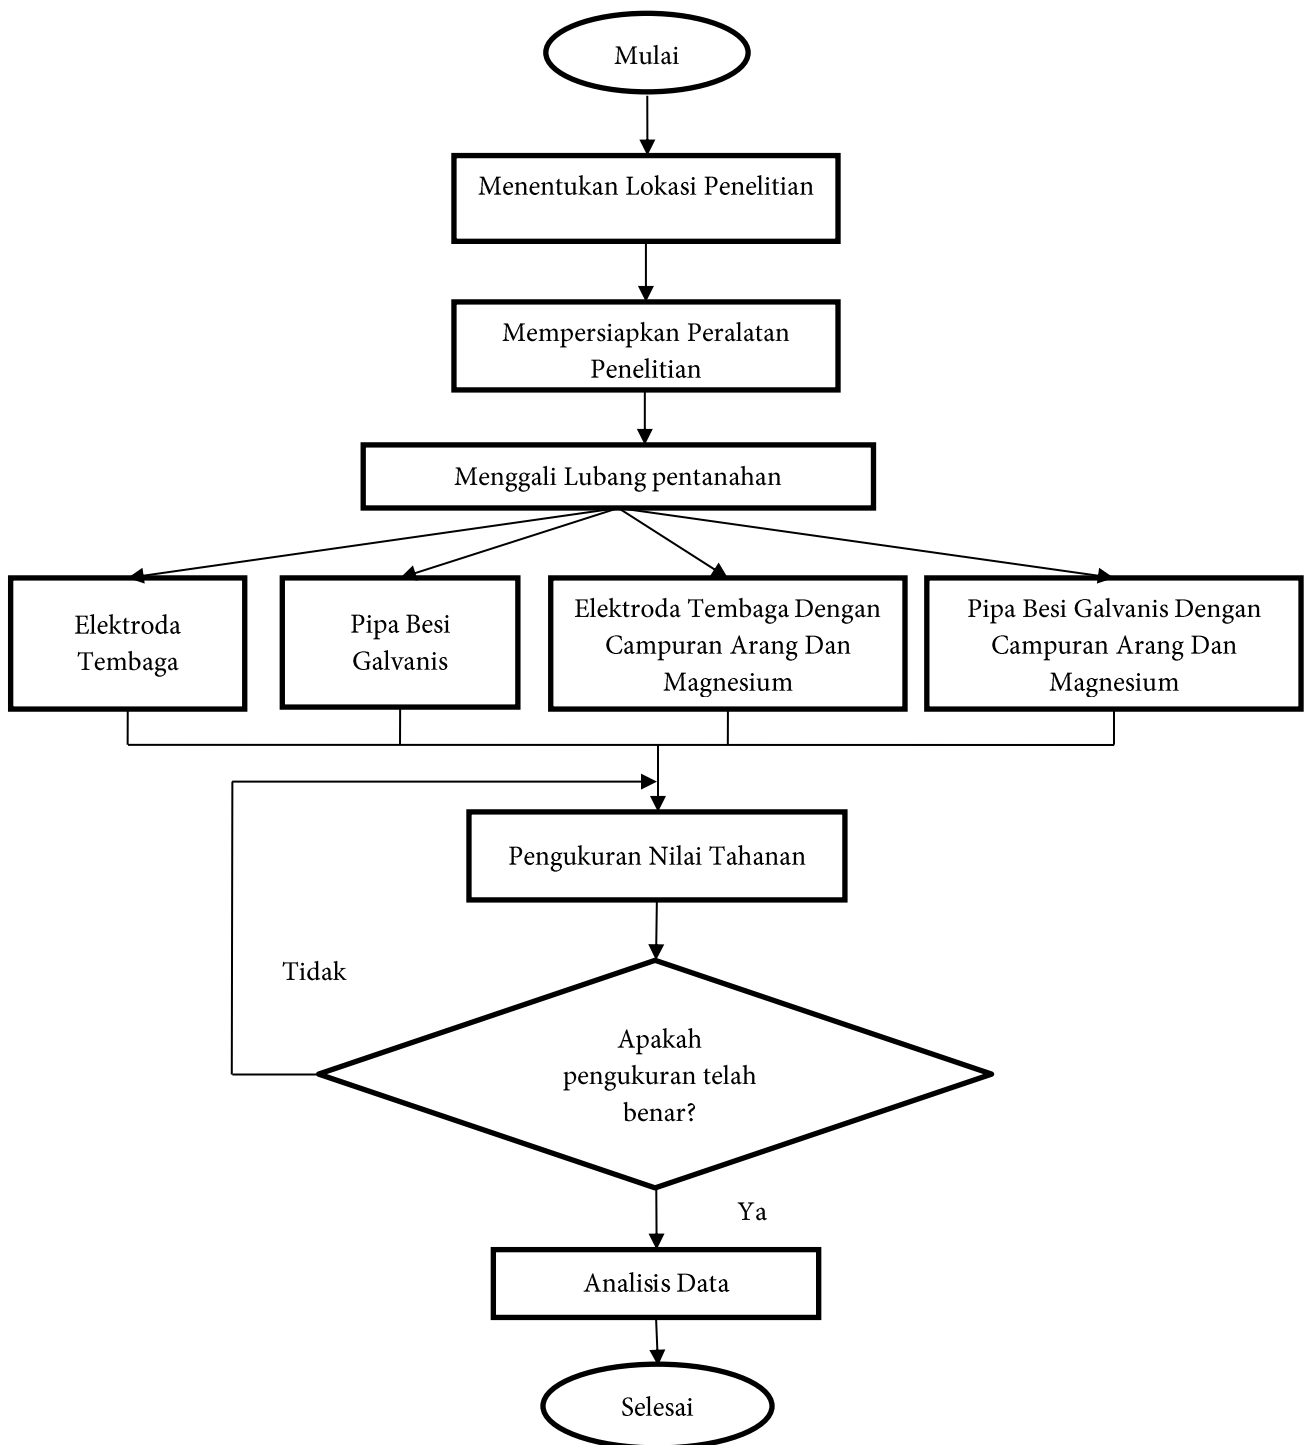 Mulai
Menentukan Lokasi Penelitian
Mempersiapkan Peralatan
Penelitian
Menggali Lubang pentanahan
Elektroda
Tembaga
Pipa Besi
Galvanis
Elektroda Tembaga Dengan
Campuran Arang Dan
Magnesium
Pipa Besi Galvanis Dengan
Campuran Arang Dan
Magnesium
Pengukuran Nilai Tahanan
Tidak
Apakah
pengukuran telah
benar?
Ya
Analisis Data
Selesai